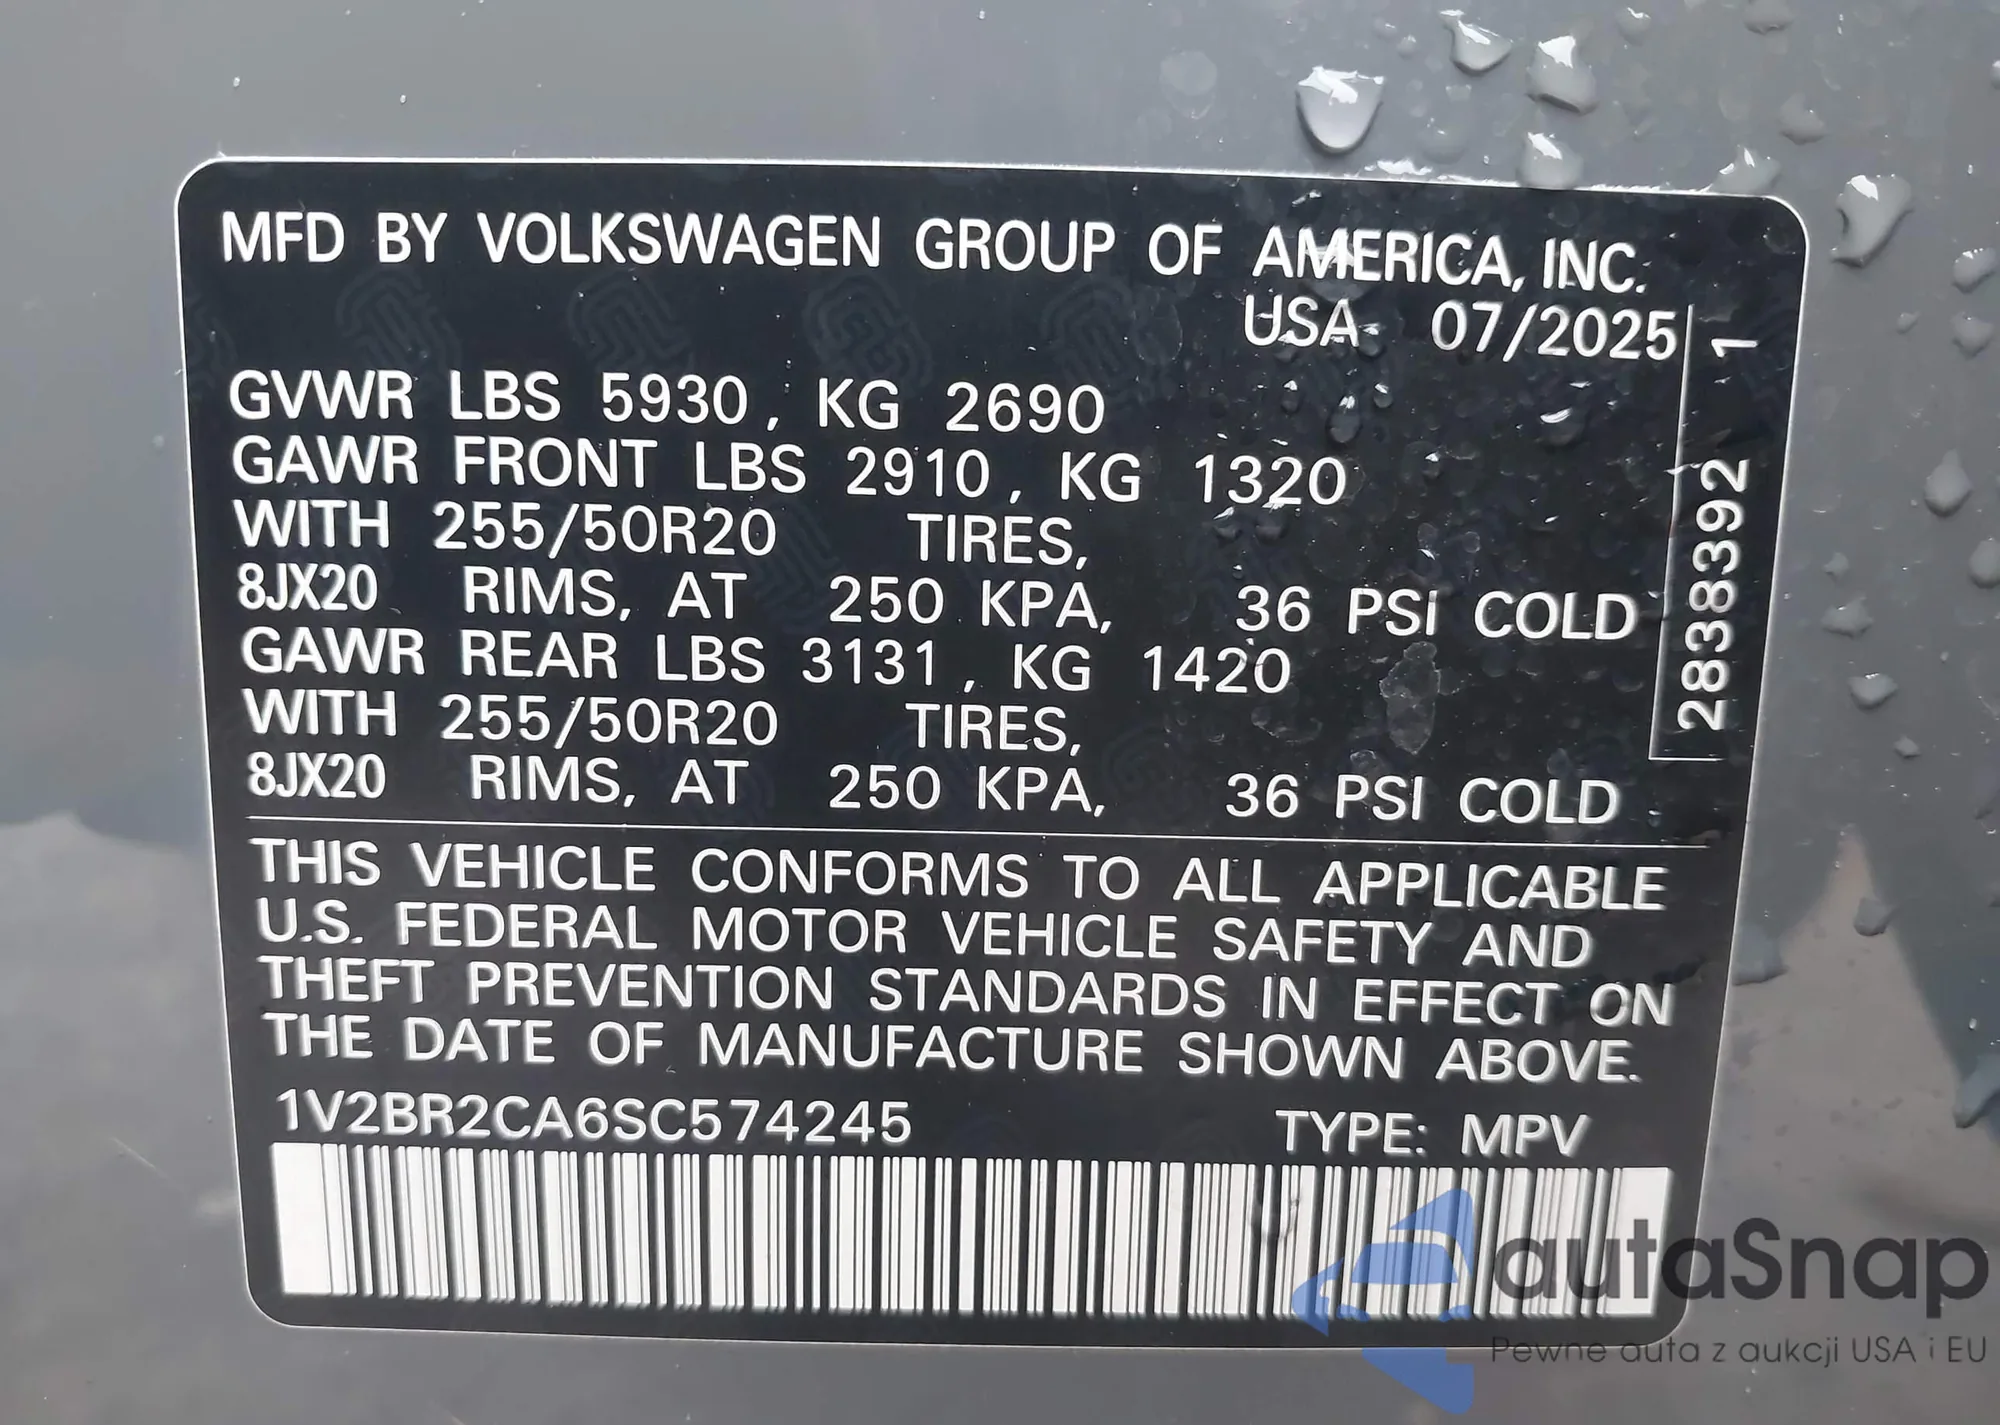 MFD BY VOLKSWAGEN GROUP OF AMERICA, INC.
USA 07/2025
GVWR LBS 5930, KG 2690
GAWR FRONT LBS 2910, KG 1320
WITH 255/50R20 TIRES,
8JX20 RIMS, AT 250 KPA, 36 PSI COLD
GAWR REAR LBS 3131, KG 1420
WITH 255/50R20 TIRES,
8JX20 RIMS, AT 250 KPA, 36 PSI COLD
2838392 1
THIS VEHICLE CONFORMS TO ALL APPLICABLE
U.S. FEDERAL MOTOR VEHICLE SAFETY AND
THEFT PREVENTION STANDARDS IN EFFECT ON
THE DATE OF MANUFACTURE SHOWN ABOVE.
1V2BR2CA6SC574245 TYPE: MPV
autaSnap
Pewne auta z aukcji USA i EU